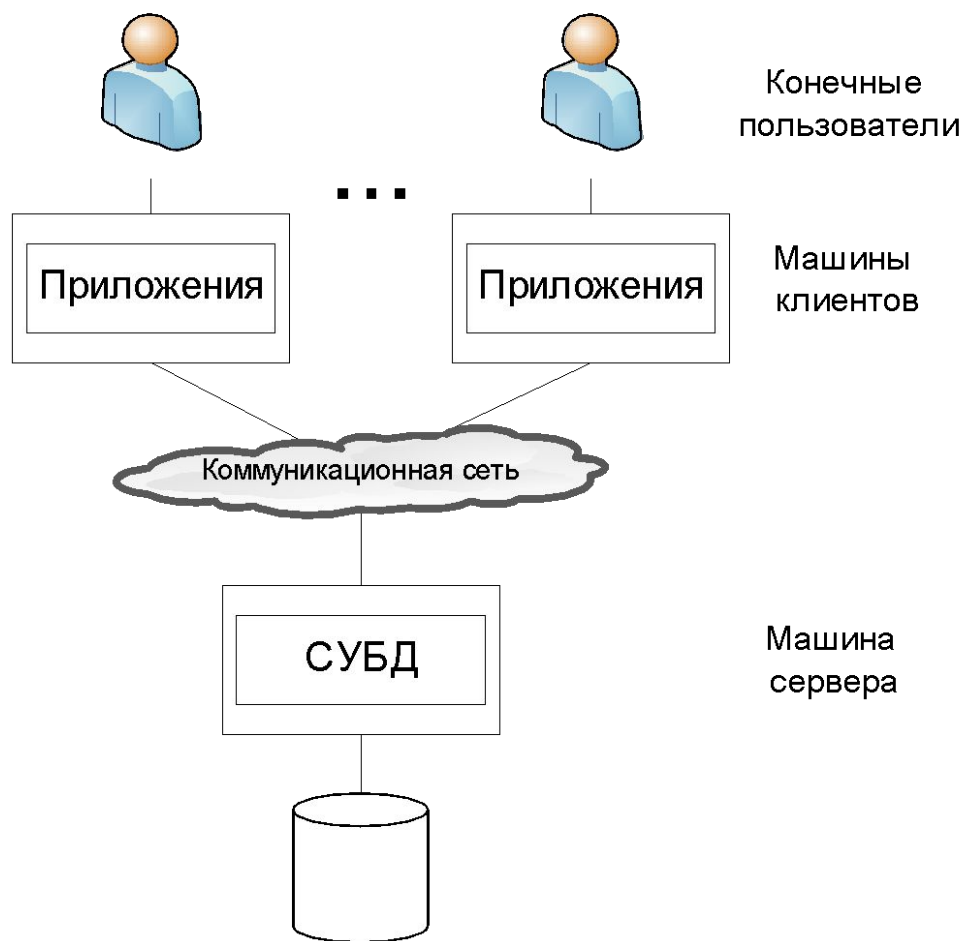 Конечные
пользователи
...
Приложения
Приложения
Машины
клиентов
Коммуникационная сеть
СУБД
Машина
сервера